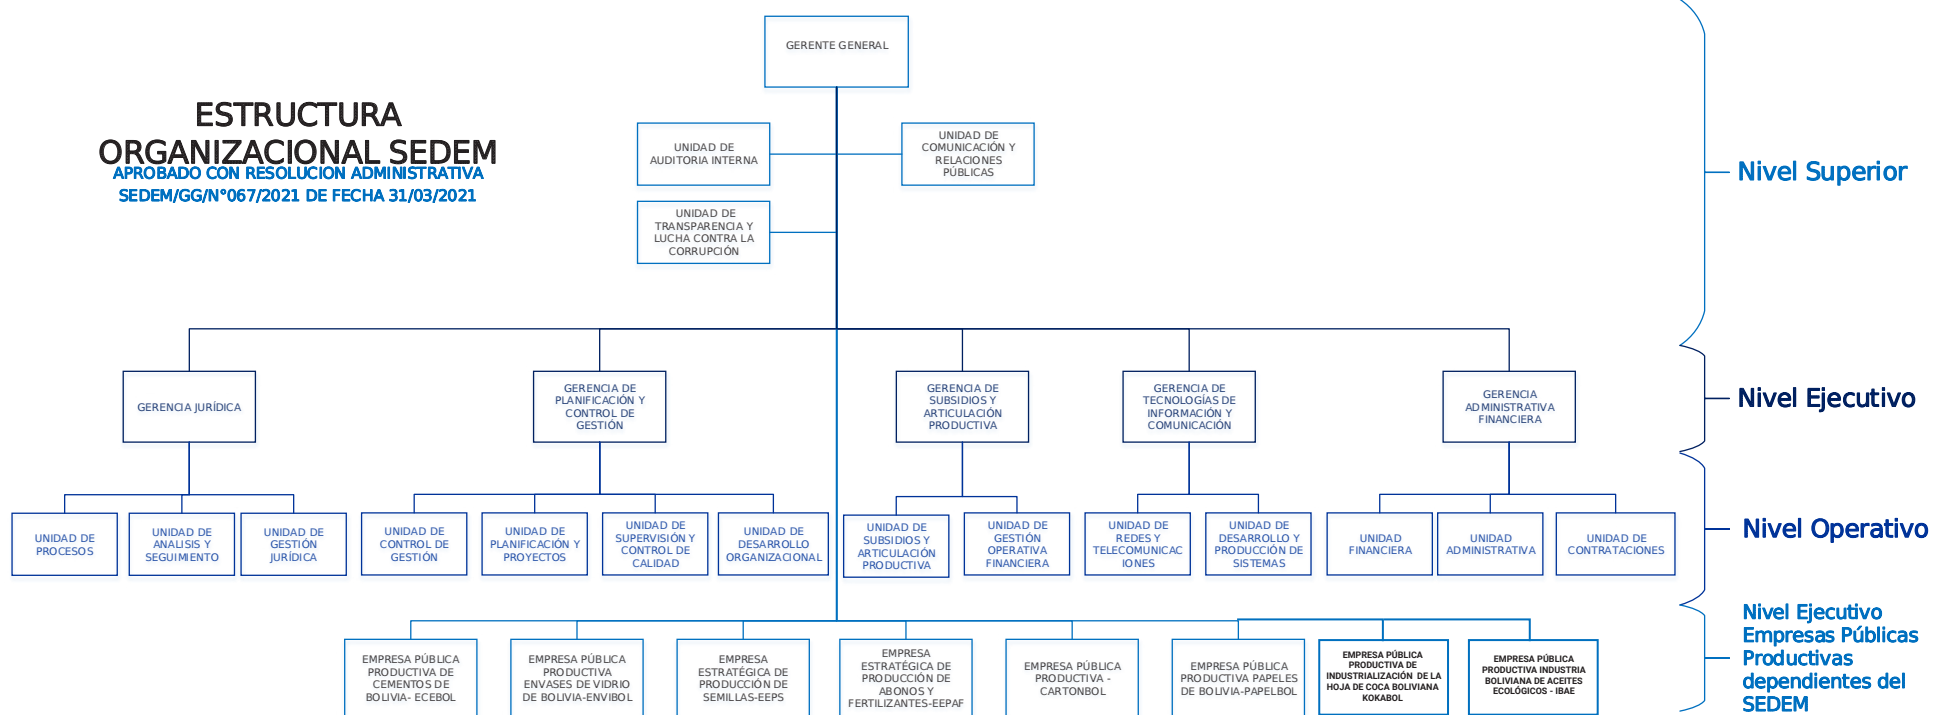 GERENTE GENERAL
ESTRUCTURA
ORGANIZACIONAL SEDEM
APROBADO CON RESOLUCION ADMINISTRATIVA
SEDEM/GG/N°067/2021 DE FECHA 31/03/2021
UNIDAD DE
AUDITORIA INTERNA
UNIDAD DE
COMUNICACIÓN Y
RELACIONES
PÚBLICAS
UNIDAD DE
TRANSPARENCIA Y
LUCHA CONTRA LA
CORRUPCIÓN
Nivel Superior
GERENCIA JURÍDICA
GERENCIA DE
PLANIFICACIÓN Y
CONTROL DE
GESTIÓN
GERENCIA DE
SUBSIDIOS Y
ARTICULACIÓN
PRODUCTIVA
GERENCIA DE
TECNOLOGÍAS DE
INFORMACIÓN Y
COMUNICACIÓN
GERENCIA
ADMINISTRATIVA
FINANCIERA
Nivel Ejecutivo
UNIDAD DE
PROCESOS
UNIDAD DE
ANALISIS Y
SEGUIMIENTO
UNIDAD DE
GESTIÓN
JURÍDICA
UNIDAD DE
CONTROL DE
GESTIÓN
UNIDAD DE
PLANIFICACIÓN Y
PROYECTOS
UNIDAD DE
SUPERVISIÓN Y
CONTROL DE
CALIDAD
UNIDAD DE
DESARROLLO
ORGANIZACIONAL
UNIDAD DE
SUBSIDIOS Y
ARTICULACIÓN
PRODUCTIVA
UNIDAD DE
GESTIÓN
OPERATIVA
FINANCIERA
UNIDAD DE
REDES Y
TELECOMUNICAC
IONES
UNIDAD DE
DESARROLLO Y
PRODUCCIÓN DE
SISTEMAS
UNIDAD
FINANCIERA
UNIDAD
ADMINISTRATIVA
UNIDAD DE
CONTRATACIONES
Nivel Operativo
EMPRESA PÚBLICA
PRODUCTIVA DE
CEMENTOS DE
BOLIVIA- ECEBOL
EMPRESA PÚBLICA
PRODUCTIVA
ENVASES DE VIDRIO
DE BOLIVIA-ENVIBOL
EMPRESA
ESTRATÉGICA DE
PRODUCCIÓN DE
SEMILLAS-EEPS
EMPRESA
ESTRATÉGICA DE
PRODUCCIÓN DE
ABONOS Y
FERTILIZANTES-EEPAF
EMPRESA PÚBLICA
PRODUCTIVA -
CARTONBOL
EMPRESA PÚBLICA
PRODUCTIVA PAPELES
DE BOLIVIA-PAPELBOL
EMPRESA PÚBLICA
PRODUCTIVA DE
INDUSTRIALIZACIÓN DE LA
HOJA DE COCA BOLIVIANA
KOKABOL
EMPRESA PÚBLICA
PRODUCTIVA INDUSTRIA
BOLIVIANA DE ACEITES
ECOLÓGICOS - IBAE
Nivel Ejecutivo
Empresas Públicas
Productivas
dependientes del
SEDEM